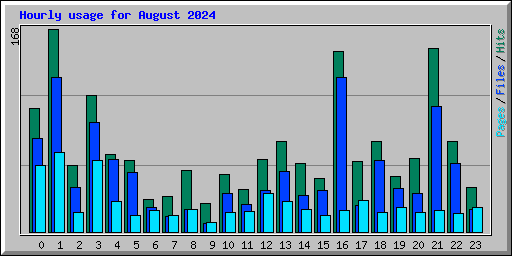 Hourly usage for August 2024
168
Pages / Files / Hits
0 1 2 3 4 5 6 7 8 9 10 11 12 13 14 15 16 17 18 19 20 21 22 23